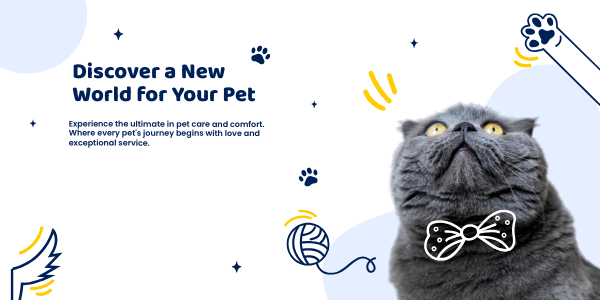 Discover a New
World for Your Pet
Experience the ultimate in pet care and comfort.
Where every pet's journey begins with love and
exceptional service.